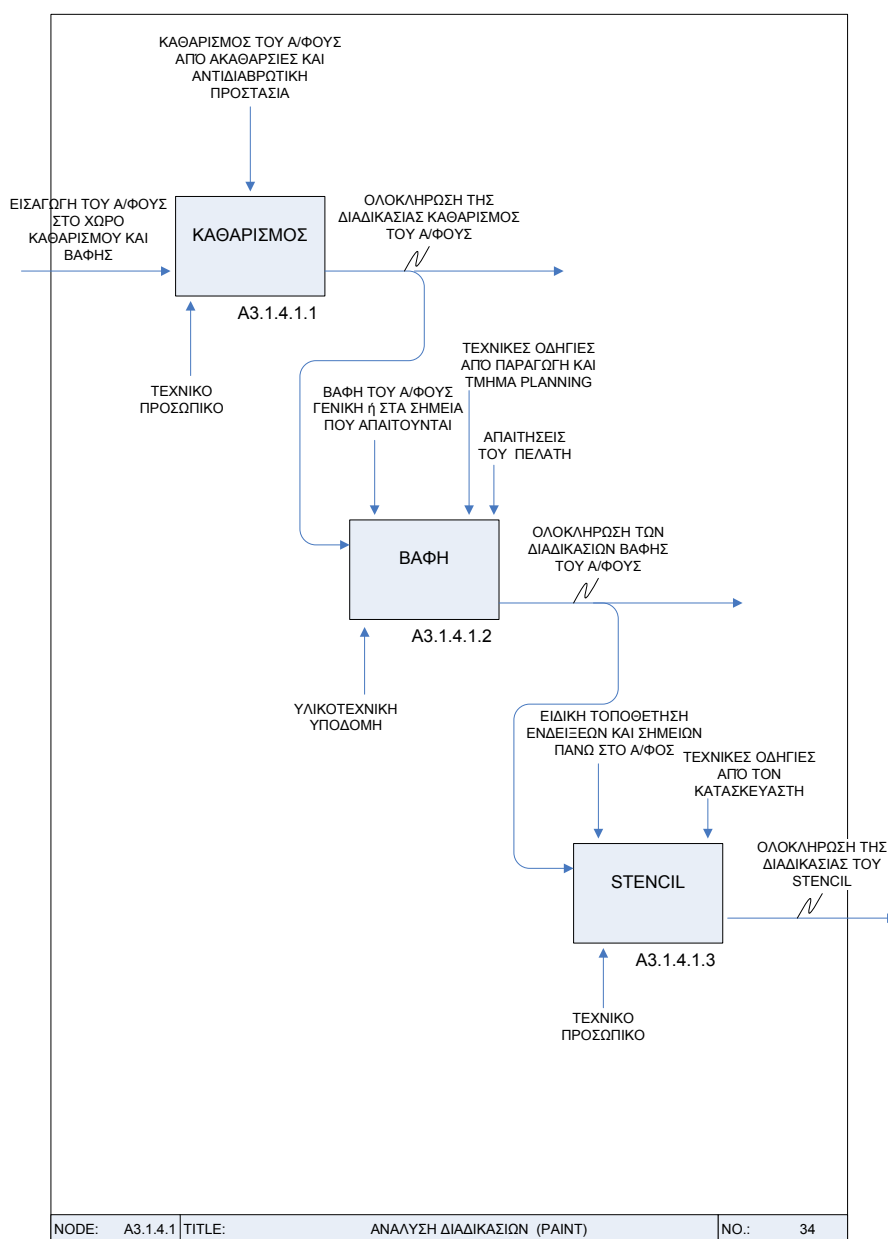 ΚΑΘΑΡΙΣΜΟΣ ΤΟΥ Α/ΦΟΥΣ
ΑΠΌ ΑΚΑΘΑΡΣΙΕΣ ΚΑΙ
ΑΝΤΙΔΙΑΒΡΩΤΙΚΗ
ΠΡΟΣΤΑΣΙΑ
ΕΙΣΑΓΩΓΗ ΤΟΥ Α/ΦΟΥΣ
ΣΤΟ ΧΩΡΟ
ΚΑΘΑΡΙΣΜΟΥ ΚΑΙ
ΒΑΦΗΣ
ΚΑΘΑΡΙΣΜΟΣ
ΟΛΟΚΛΗΡΩΣΗ ΤΗΣ
ΔΙΑΔΙΚΑΣΙΑΣ ΚΑΘΑΡΙΣΜΟΣ
ΤΟΥ Α/ΦΟΥΣ
A3.1.4.1.1
ΤΕΧΝΙΚΟ
ΠΡΟΣΩΠΙΚΟ
ΒΑΦΗ ΤΟΥ Α/ΦΟΥΣ
ΓΕΝΙΚΗ ή ΣΤΑ ΣΗΜΕΙΑ
ΠΟΥ ΑΠΑΙΤΟΥΝΤΑΙ
ΤΕΧΝΙΚΕΣ ΟΔΗΓΙΕΣ
ΑΠΌ ΠΑΡΑΓΩΓΗ ΚΑΙ
ΤΜΗΜΑ PLANNING
ΑΠΑΙΤΗΣΕΙΣ
ΤΟΥ ΠΕΛΑΤΗ
ΒΑΦΗ
ΟΛΟΚΛΗΡΩΣΗ ΤΩΝ
ΔΙΑΔΙΚΑΣΙΩΝ ΒΑΦΗΣ
ΤΟΥ Α/ΦΟΥΣ
A3.1.4.1.2
ΥΛΙΚΟΤΕΧΝΙΚΗ
ΥΠΟΔΟΜΗ
ΕΙΔΙΚΗ ΤΟΠΟΘΕΤΗΣΗ
ΕΝΔΕΙΞΕΩΝ ΚΑΙ ΣΗΜΕΙΩΝ
ΠΑΝΩ ΣΤΟ Α/ΦΟΣ
ΤΕΧΝΙΚΕΣ ΟΔΗΓΙΕΣ
ΑΠΌ ΤΟΝ
ΚΑΤΑΣΚΕΥΑΣΤΗ
STENCIL
ΟΛΟΚΛΗΡΩΣΗ ΤΗΣ
ΔΙΑΔΙΚΑΣΙΑΣ ΤΟΥ
STENCIL
A3.1.4.1.3
ΤΕΧΝΙΚΟ
ΠΡΟΣΩΠΙΚΟ
NODE: A3.1.4.1 TITLE: ΑΝΑΛΥΣΗ ΔΙΑΔΙΚΑΣΙΩΝ (PAINT) NO.: 34